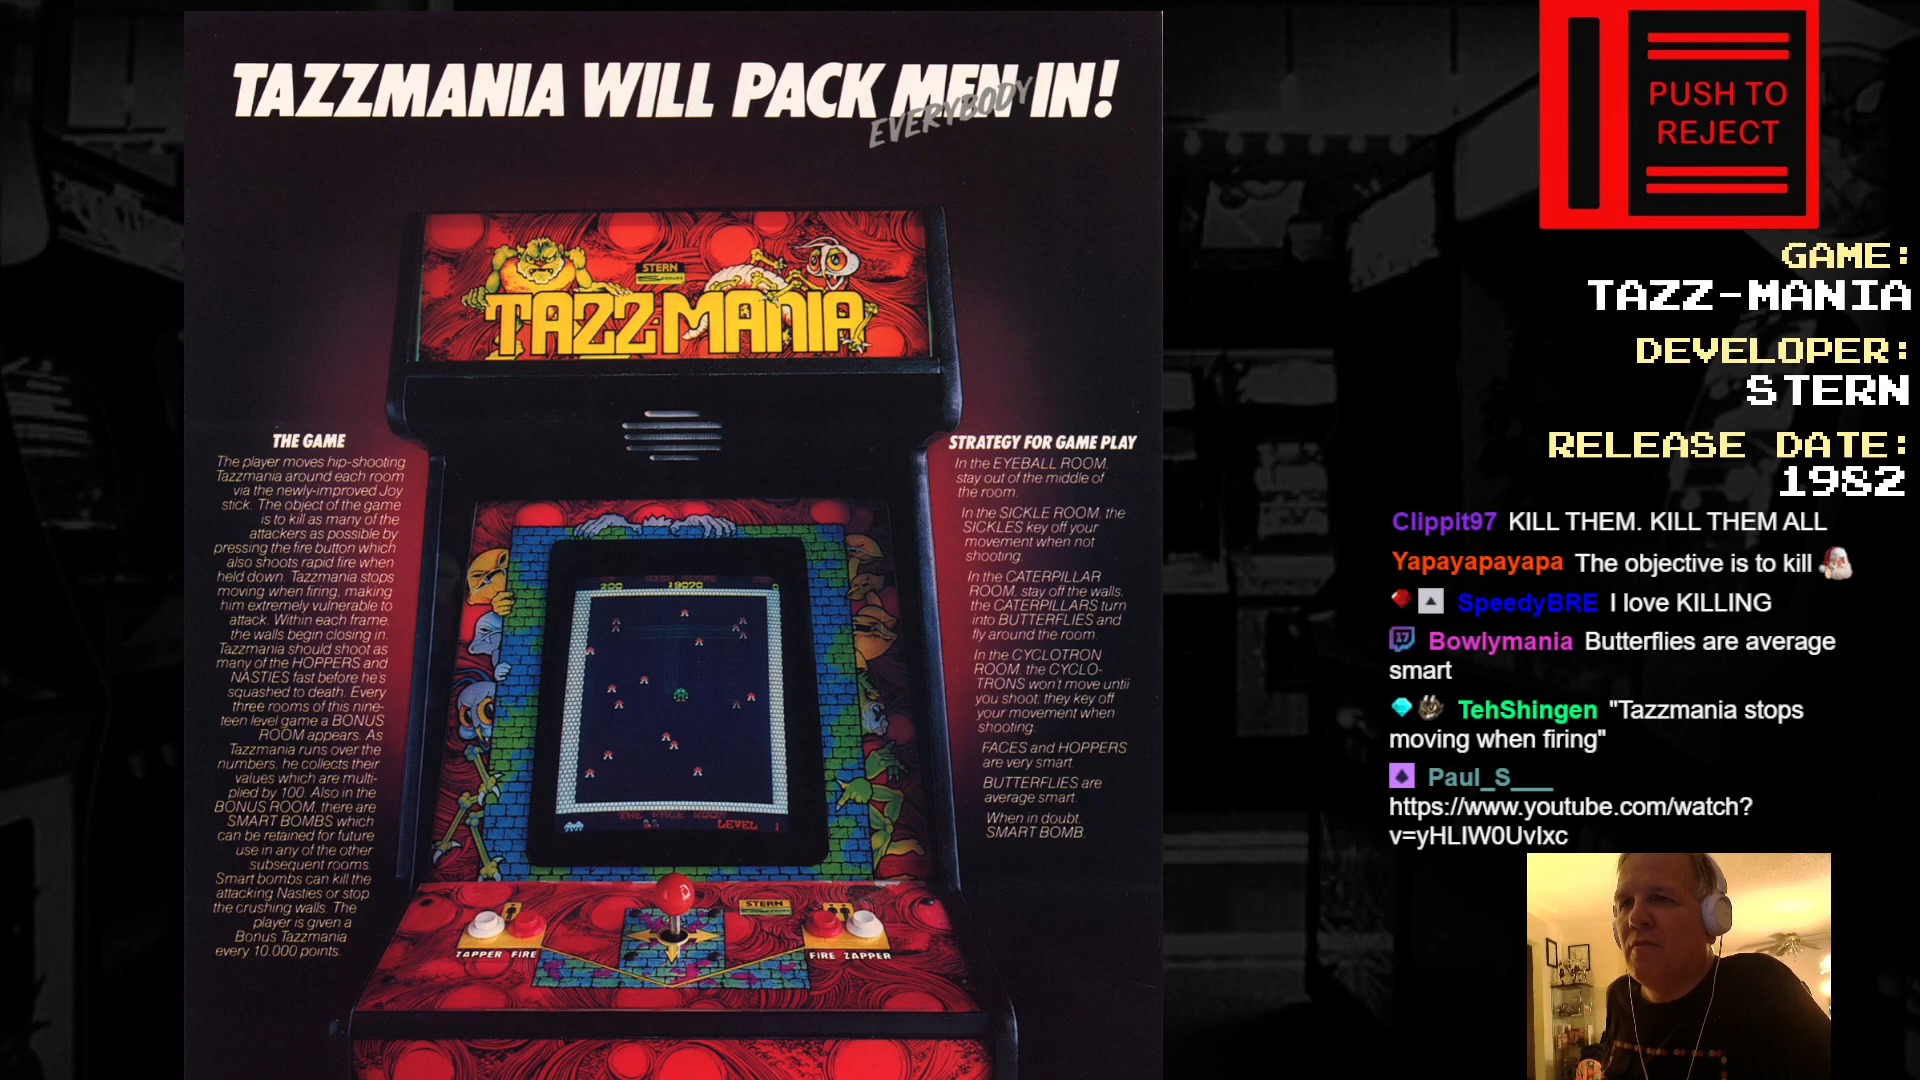 TAZZMANIA WILL PACK MEN IN!
EVERYBODY
STERN
TAZZ-MANIA
THE GAME
The player moves hip-shooting
Tazzmania around each room
via the newly-improved Joy
stick. The object of the game
is to kill as many of the
attackers as possible by
pressing the fire button which
also shoots rapid fire when
held down. Tazzmania stops
moving when firing, making
him extremely vulnerable to
attack. Within each frame,
the walls begin closing in.
Tazzmania should shoot as
many of the HOPPERS and
NASTIES fast before he's
squashed to death. Every
three rooms of this nine-
teen level game a BONUS
ROOM appears. As
Tazzmania runs over the
numbers, he collects their
values which are multi-
plied by 100. Also in the
BONUS ROOM, there are
SMART BOMBS which
can be retained for future
use in any of the other
subsequent rooms.
Smart bombs can kill the
attacking Nasties or stop
the crushing walls. The
player is given a
Bonus Tazzmania
every 10,000 points.
200 19070 0
THE FACE ROOM
LEVEL 1
STERN
ZAPPER FIRE
FIRE ZAPPER
STRATEGY FOR GAME PLAY
In the EYEBALL ROOM,
stay out of the middle of
the room.
In the SICKLE ROOM, the
SICKLES key off your
movement when not
shooting.
In the CATERPILLAR
ROOM, stay off the walls,
the CATERPILLARS turn
into BUTTERFLIES and
fly around the room.
In the CYCLOTRON
ROOM, the CYCLO-
TRONS won't move until
you shoot; they key off
your movement when
shooting.
FACES and HOPPERS
are very smart.
BUTTERFLIES are
average smart.
When in doubt,
SMART BOMB.
PUSH TO
REJECT
GAME:
TAZZ-MANIA
DEVELOPER:
STERN
RELEASE DATE:
1982
Clippit97 KILL THEM. KILL THEM ALL
Yapayapayapa The objective is to kill
SpeedyBRE I love KILLING
17 Bowlymania Butterflies are average
smart
TehShingen "Tazzmania stops
moving when firing"
Paul_S___
https://www.youtube.com/watch?
v=yHLIW0UvIxc